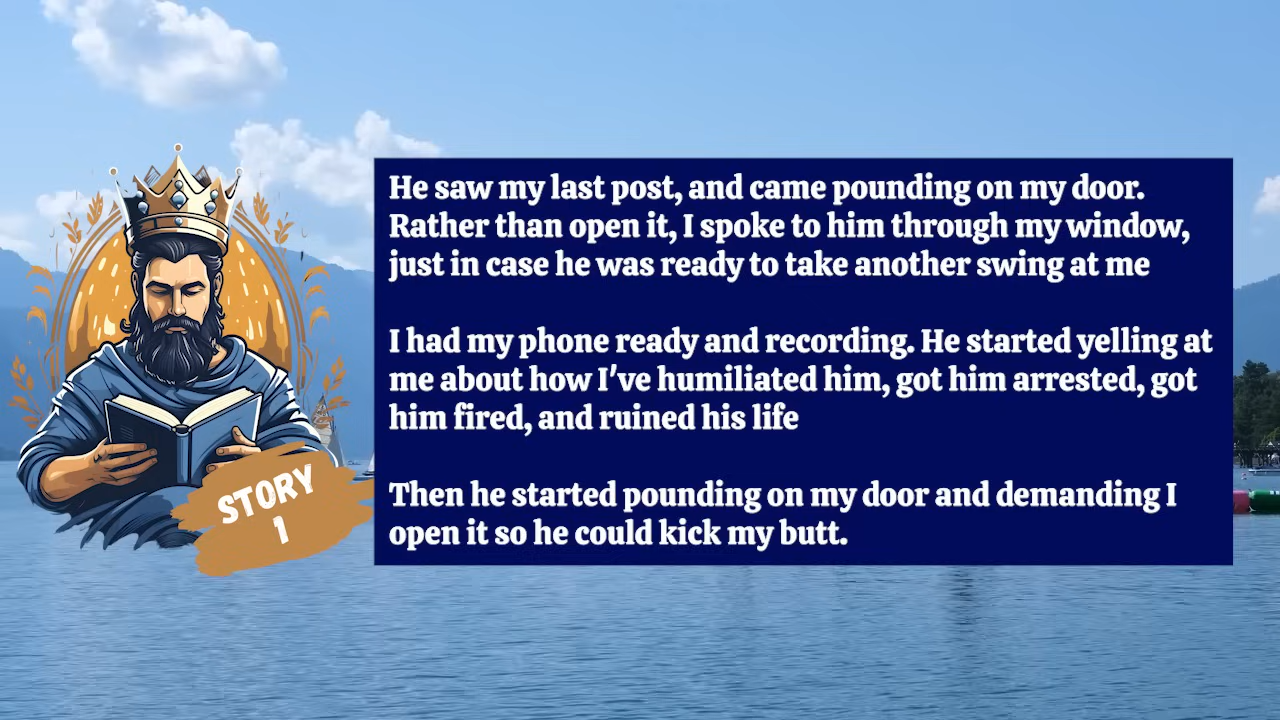 He saw my last post, and came pounding on my door.
Rather than open it, I spoke to him through my window,
just in case he was ready to take another swing at me
I had my phone ready and recording. He started yelling at
me about how I've humiliated him, got him arrested, got
him fired, and ruined his life
Then he started pounding on my door and demanding I
open it so he could kick my butt.
STORY
1